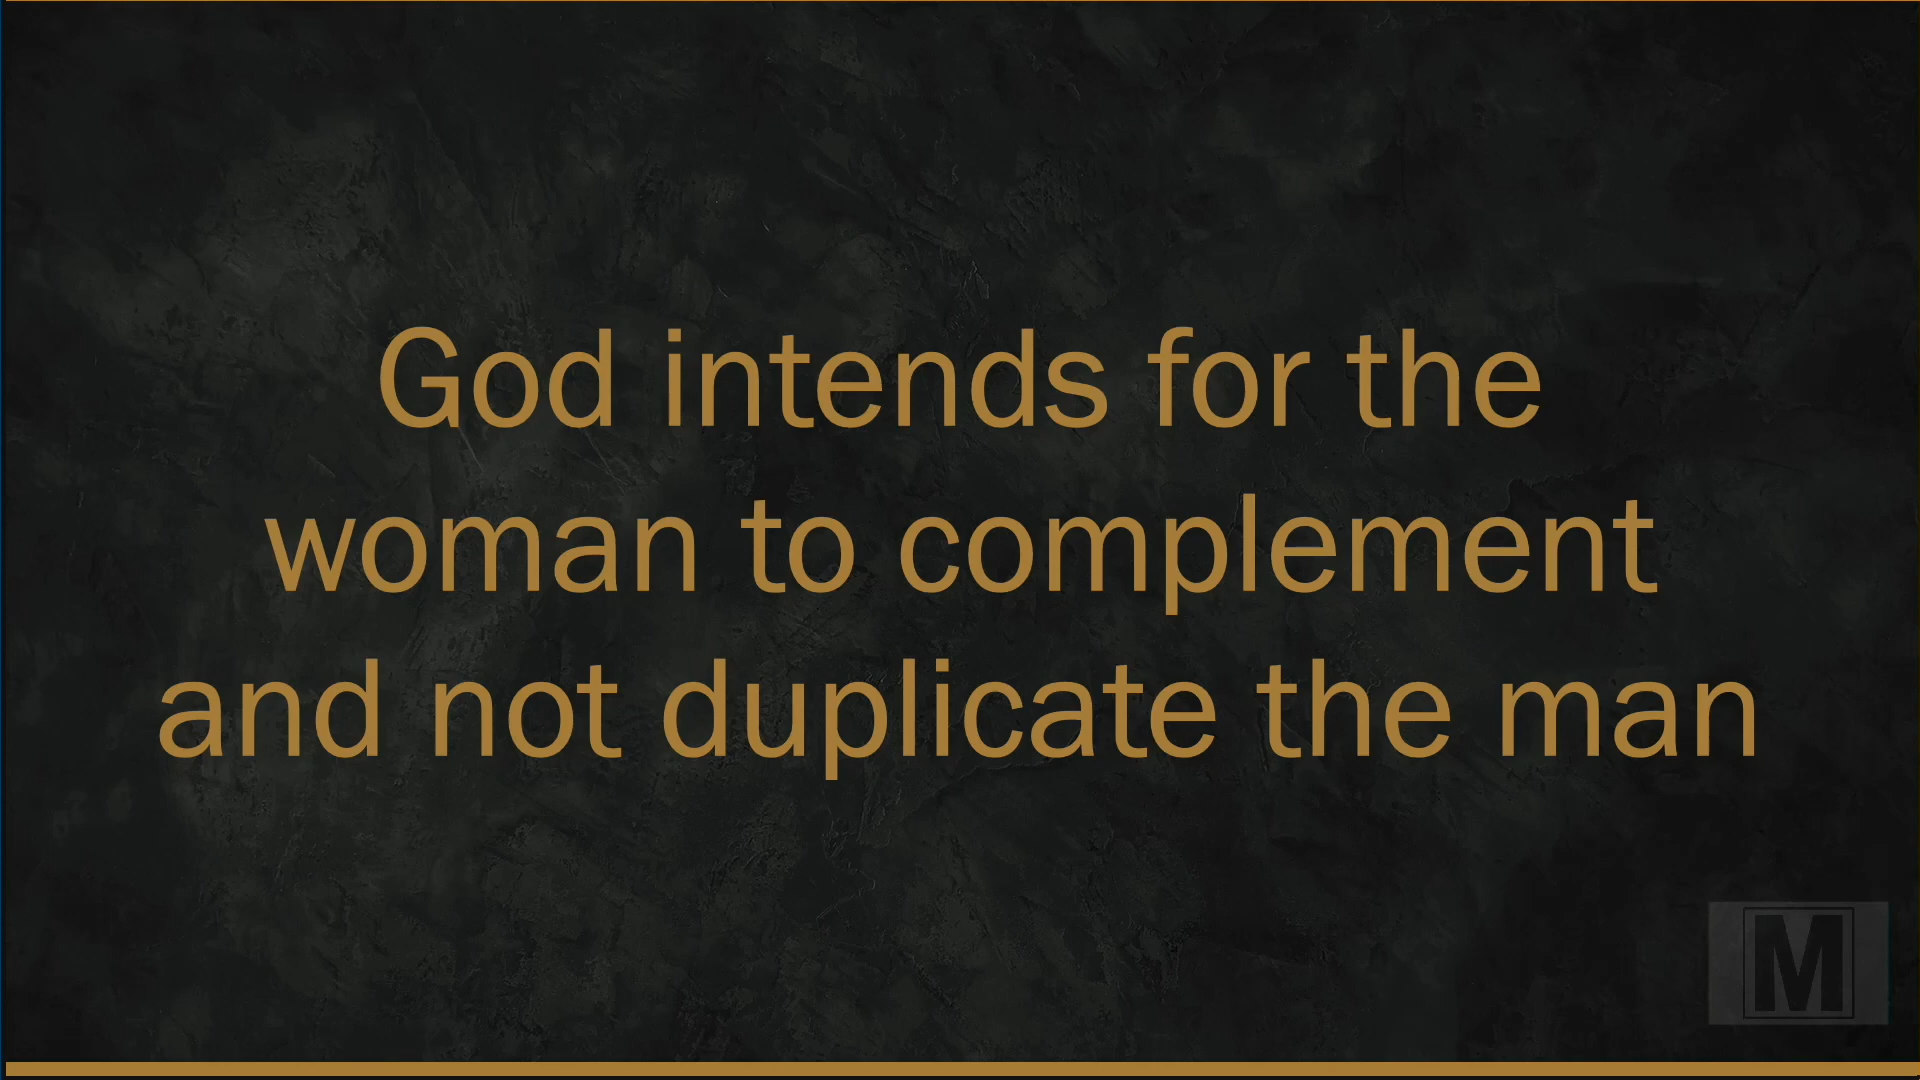 God intends for the
woman to complement
and not duplicate the man
M